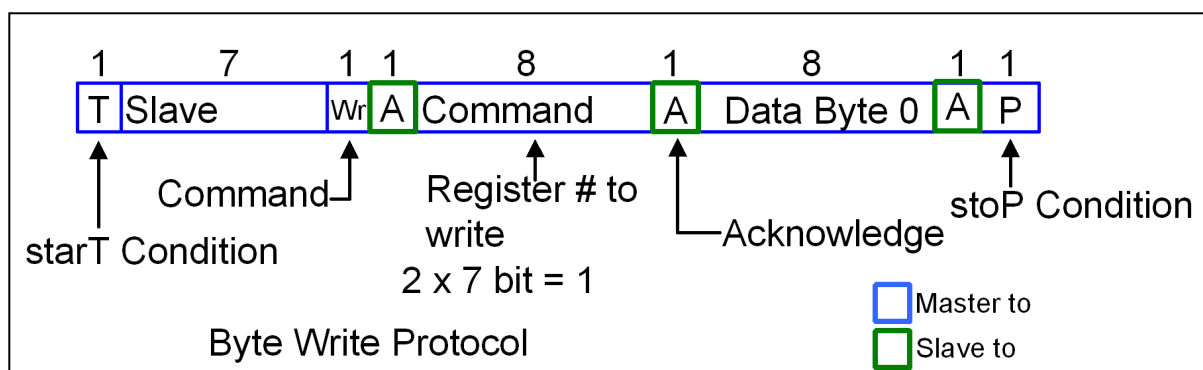 1 7 1 1 8 1 8 1 1
T Slave Wr A Command A Data Byte 0 A P
Command
Register # to
write
2 x 7 bit = 1
Acknowledge
stoP Condition
starT Condition
Master to
Slave to
Byte Write Protocol